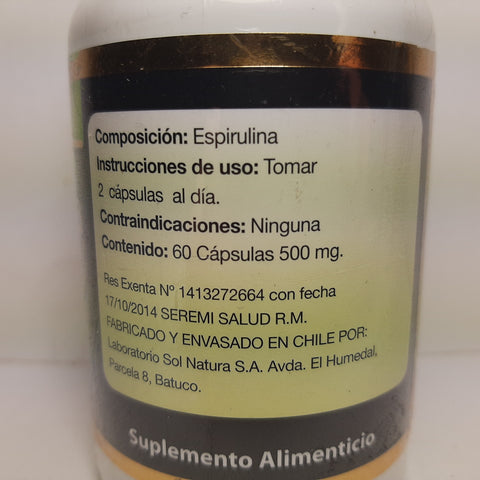 Composición: Espirulina
Instrucciones de uso: Tomar
2 cápsulas al día.
Contraindicaciones: Ninguna
Contenido: 60 Cápsulas 500 mg.
Res Exenta Nº 1413272664 con fecha
17/10/2014 SEREMI SALUD R.M.
FABRICADO Y ENVASADO EN CHILE POR:
Laboratorio Sol Natura S.A. Avda. El Humedal,
Parcela 8, Batuco.
Suplemento Alimenticio